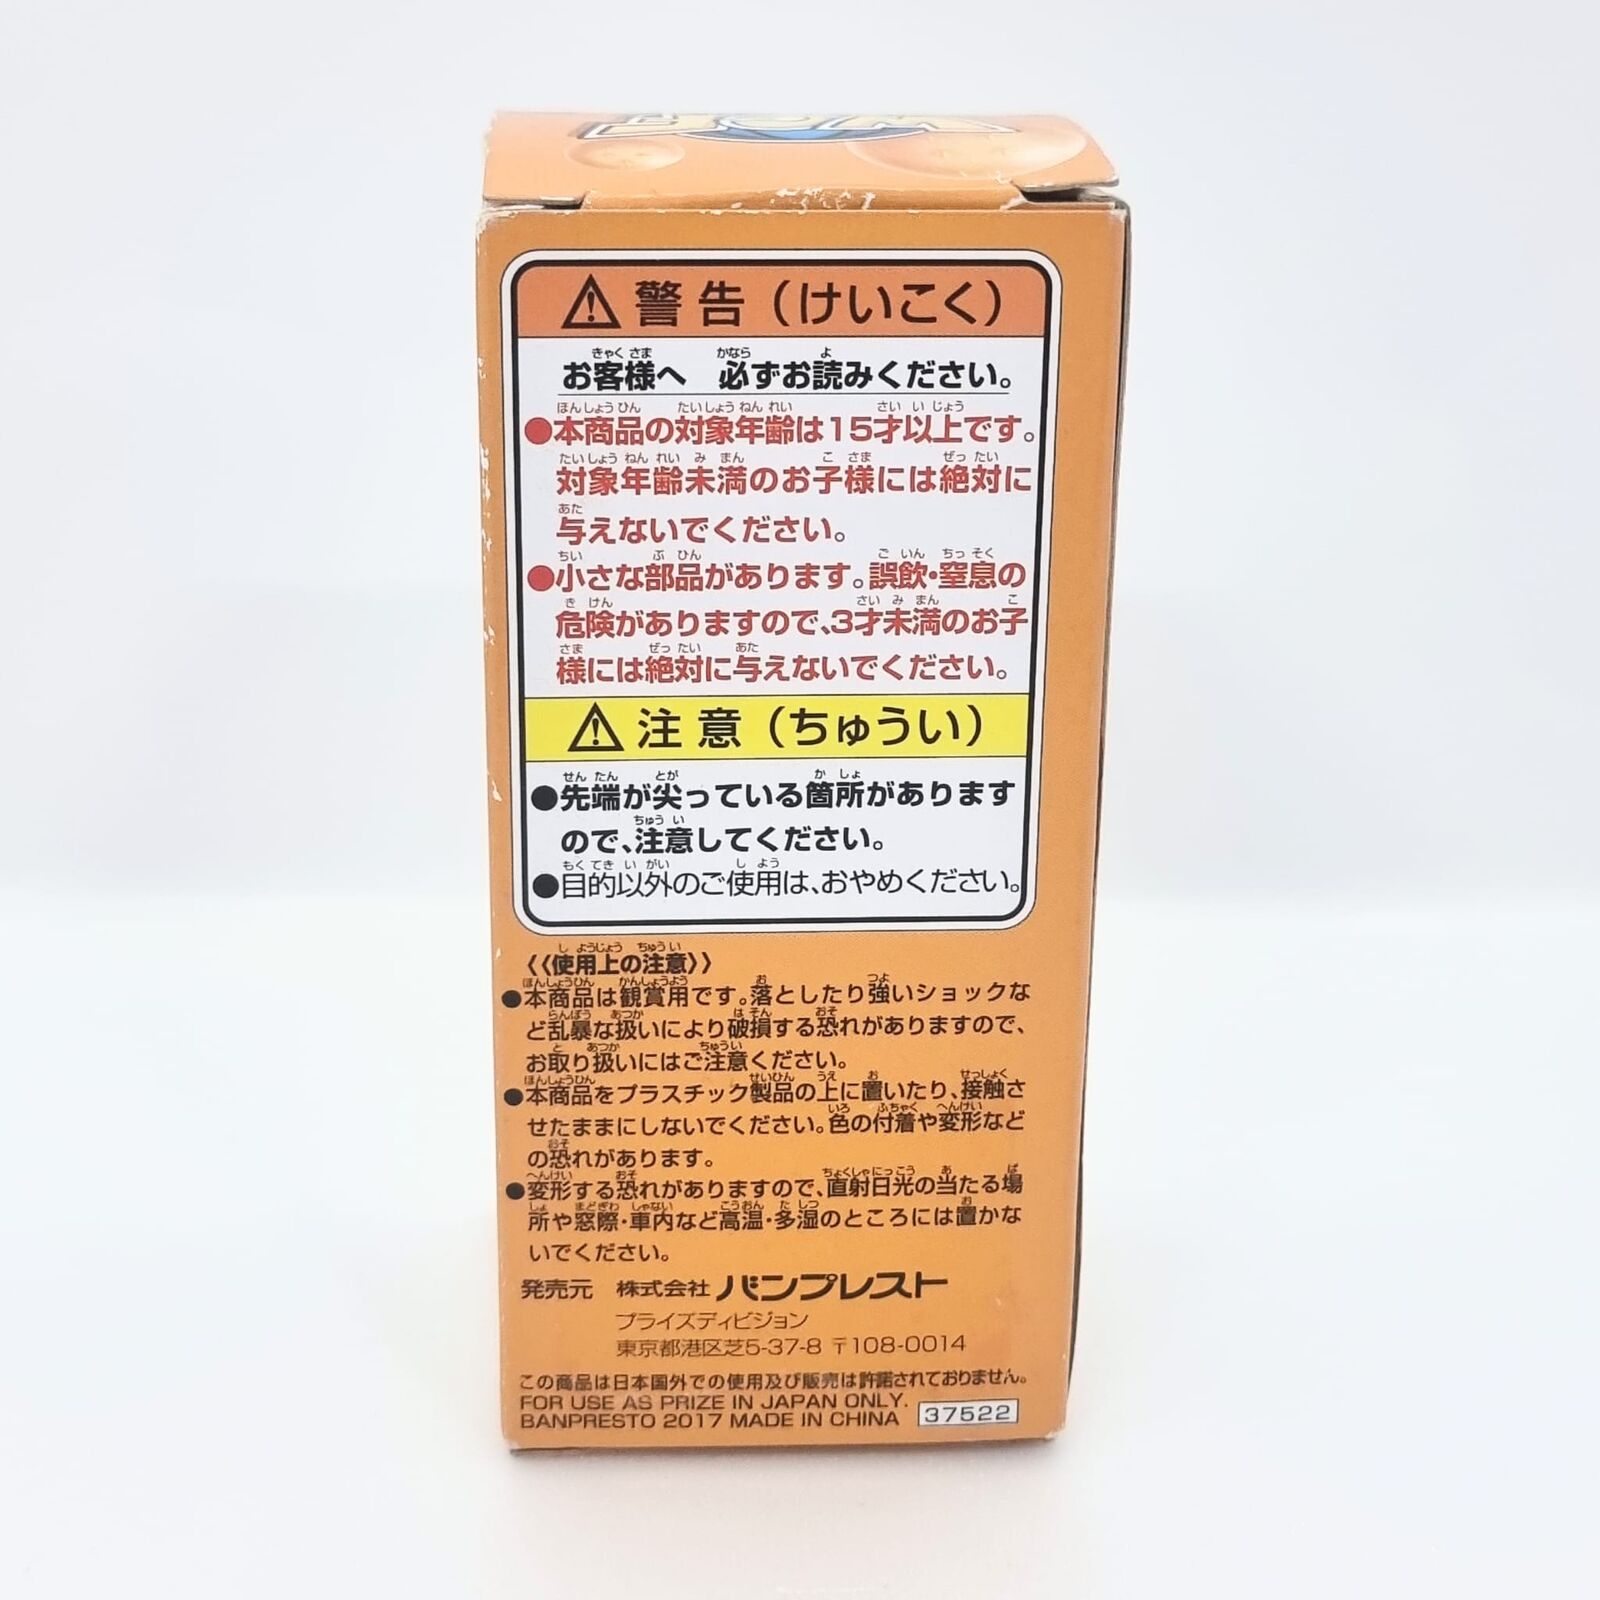 WCF
警告(けいこく)
お客様へ 必ずお読みください。
●本商品の対象年齢は15才以上です。
対象年齢未満のお子様には絶対に
与えないでください。
●小さな部品があります。誤飲・窒息の
危険がありますので、3才未満のお子
様には絶対に与えないでください。
注意(ちゅうい)
●先端が尖っている箇所があります
ので、注意してください。
●目的以外のご使用は、おやめください。
《使用上の注意》
●本商品は観賞用です。落としたり強いショックな
ど乱暴な扱いにより破損する恐れがありますので、
お取り扱いにはご注意ください。
●本商品をプラスチック製品の上に置いたり、接触さ
せたままにしないでください。色の付着や変形など
の恐れがあります。
●変形する恐れがありますので、直射日光の当たる場
所や窓際・車内など高温・多湿のところには置かな
いでください。
発売元 株式会社 バンプレスト
プライズディビジョン
東京都港区芝5-37-8 〒108-0014
この商品は日本国外での使用及び販売は許諾されておりません。
FOR USE AS PRIZE IN JAPAN ONLY.
BANPRESTO 2017 MADE IN CHINA 37522